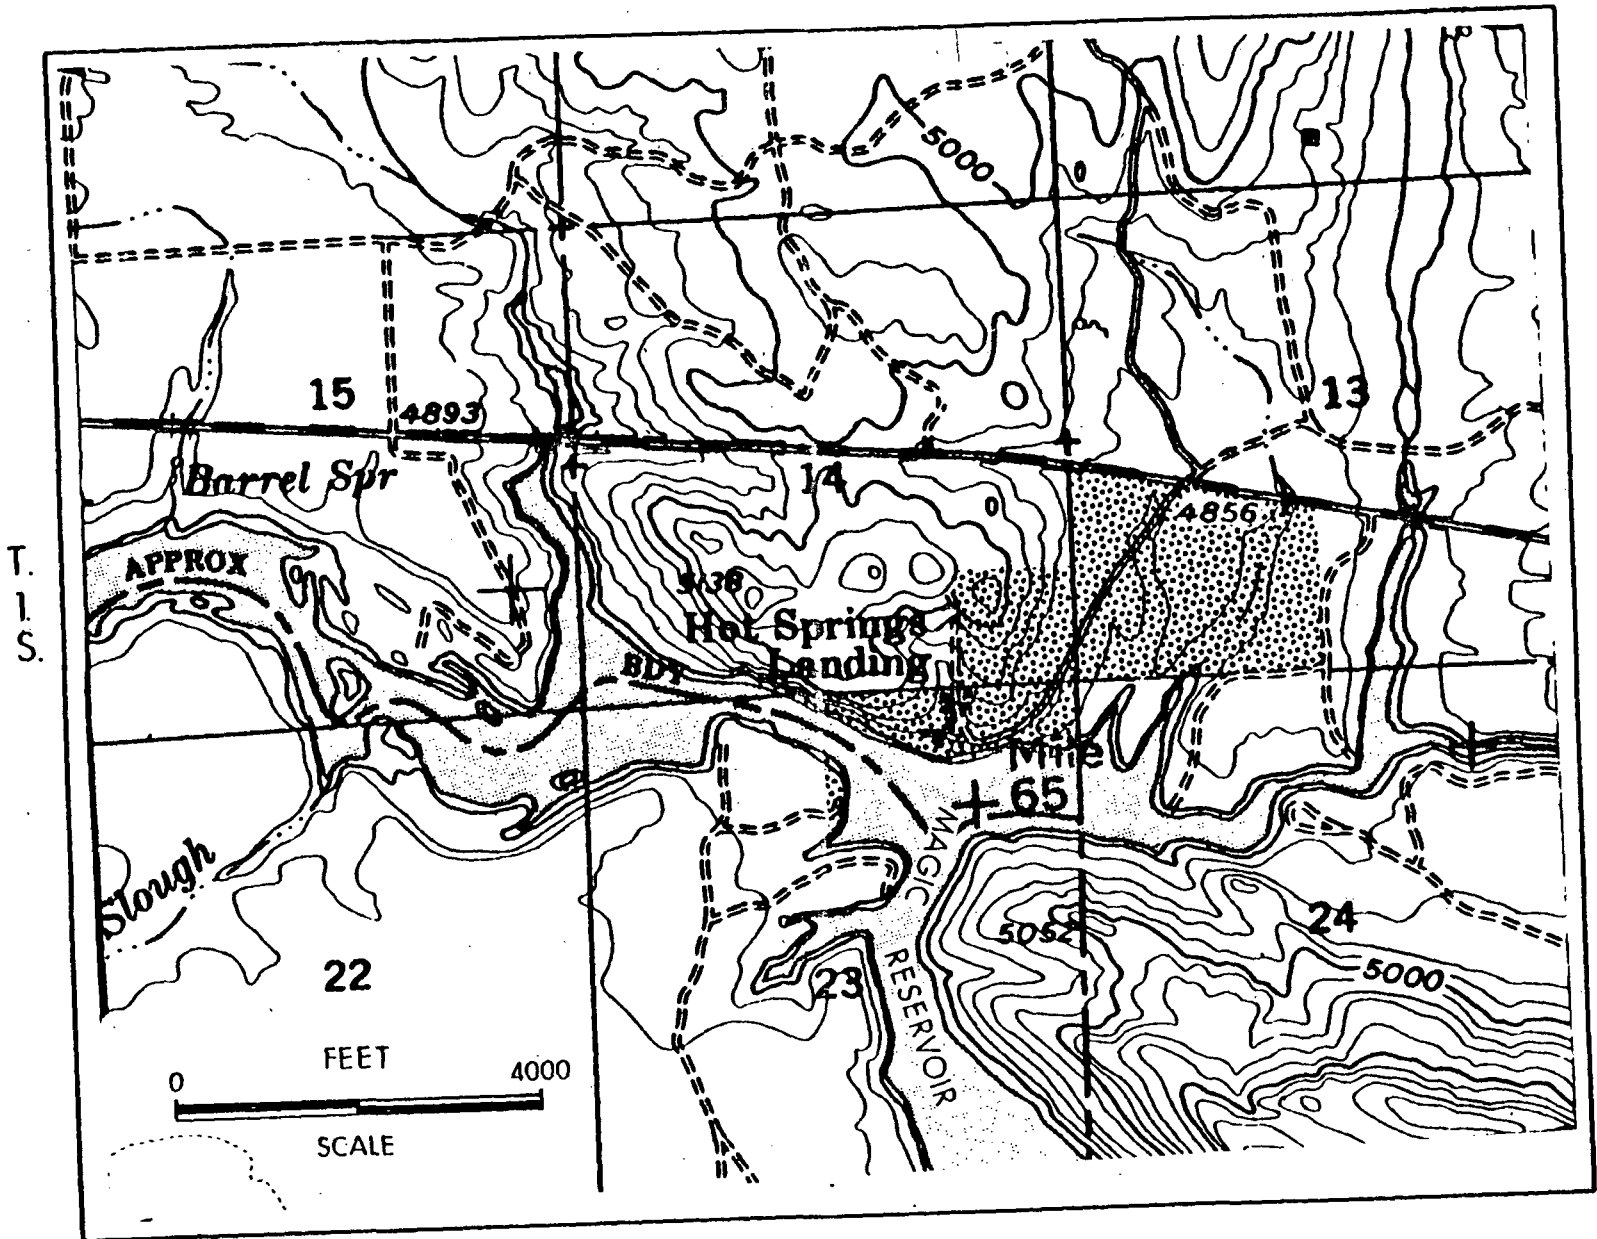 5000
15
4893
13
Barrel Spr
14
4856
T.
1.
S.
APPROX
Hot Springs
Landing
BDY
Mile
65
MAGIC
Slough
5052
24
22
23
RESERVOIR
5000
FEET
0 4000
SCALE